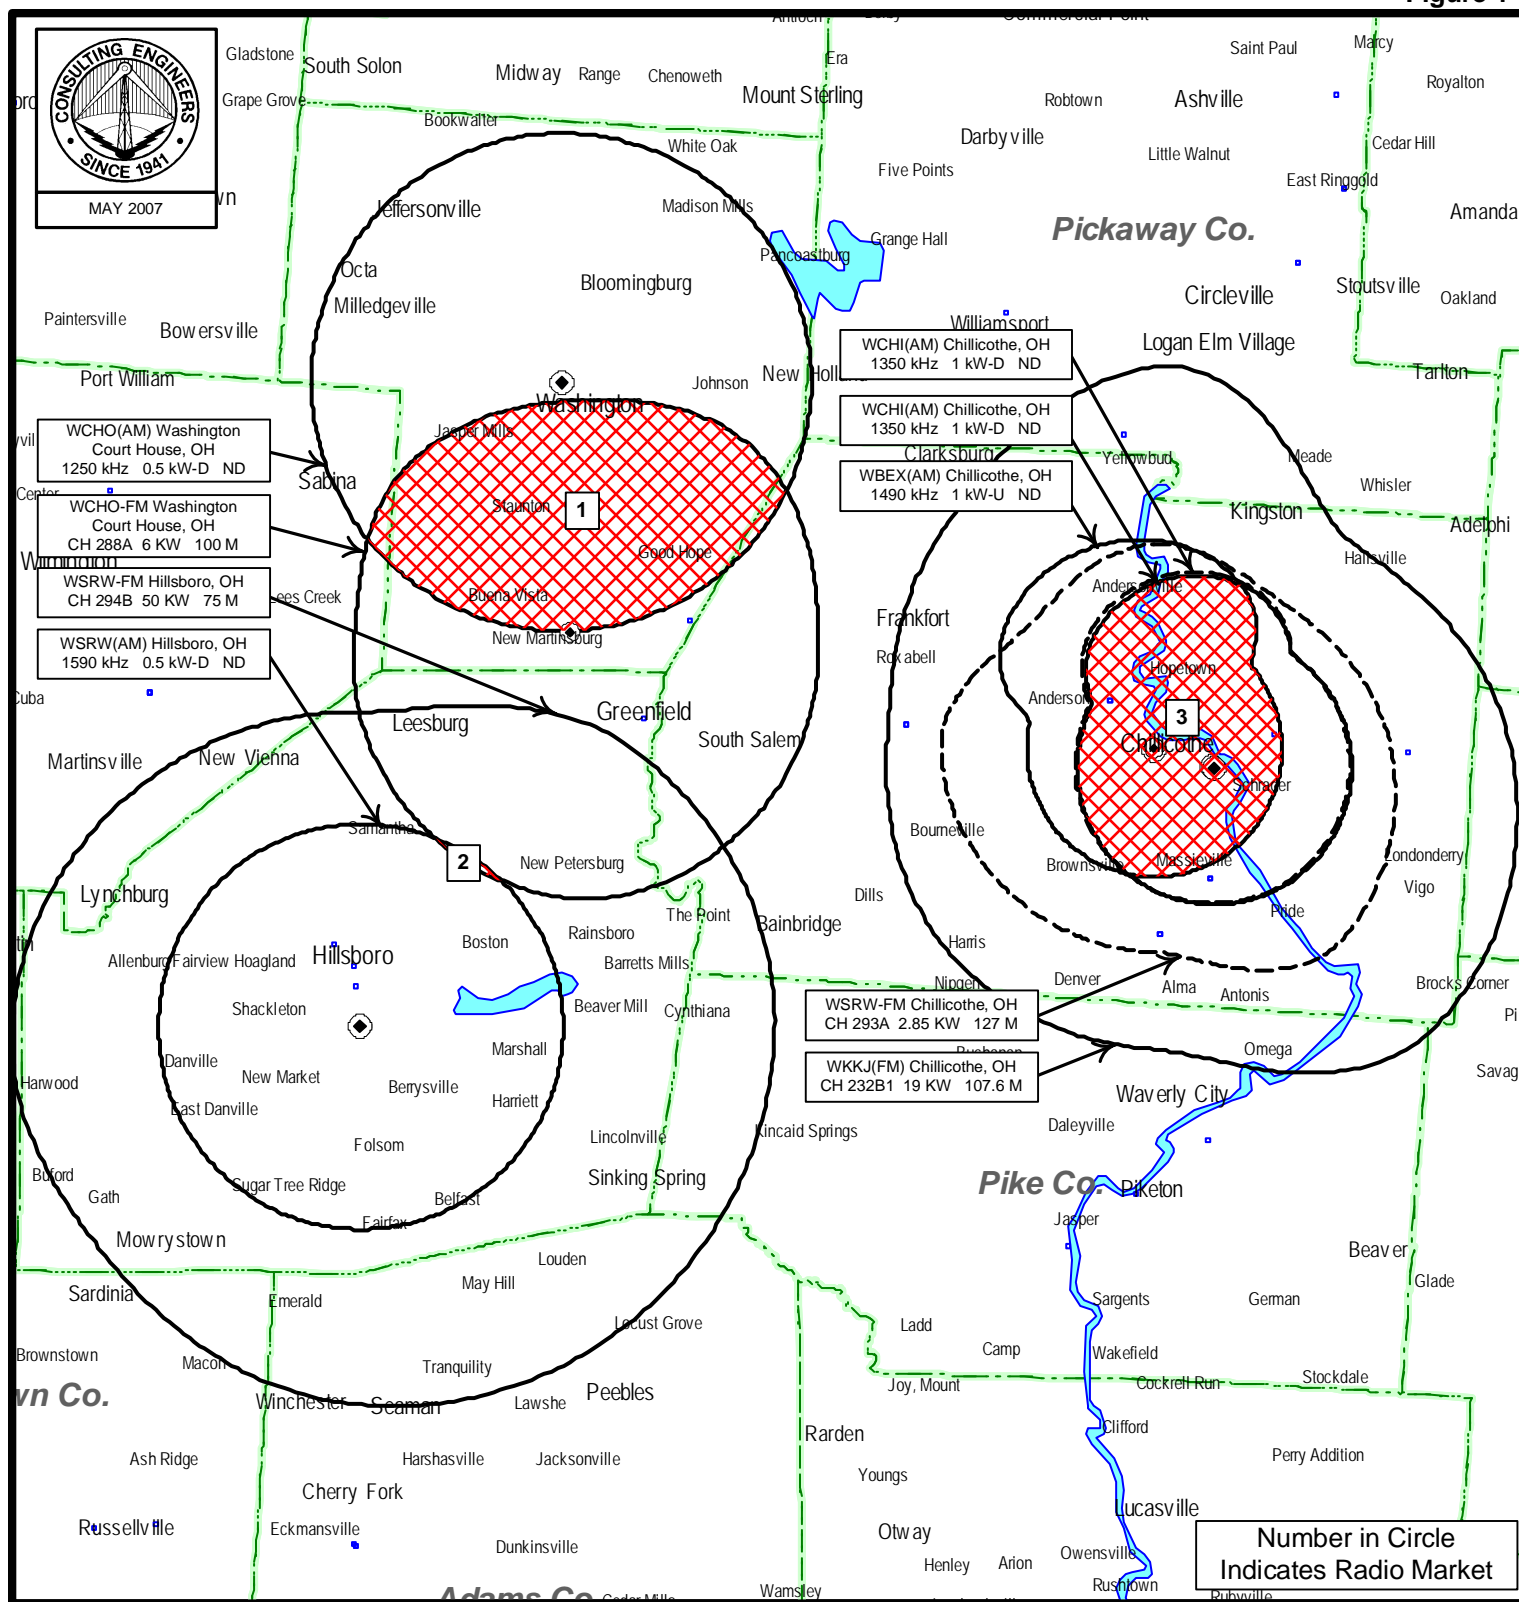 CONSULTING ENGINEERS
SINCE 1941
MAY 2007
Gladstone
South Solon
Midway
Range
Chenoweth
Era
Saint Paul
Marcy
Grape Grove
Mount Sterling
Robtown
Ashville
Royalton
Bookwalter
White Oak
Darbyville
Little Walnut
Cedar Hill
Five Points
East Ringgold
Jeffersonville
Madison Mills
Pickaway Co.
Amanda
Grange Hall
Pancoastburg
Octa
Bloomingburg
Milledgeville
Circleville
Stoutsville
Oakland
Paintersville
Bowersville
Williamsport
Logan Elm Village
WCHI(AM) Chillicothe, OH
1350 kHz 1 kW-D ND
Port William
Johnson
New Holland
Tarlton
Washington
WCHI(AM) Chillicothe, OH
1350 kHz 1 kW-D ND
WCHO(AM) Washington
Court House, OH
1250 kHz 0.5 kW-D ND
Jasper Mills
Clarksburg
Yellowbud
Meade
WBEX(AM) Chillicothe, OH
1490 kHz 1 kW-U ND
Sabina
Center
Whisler
WCHO-FM Washington
Court House, OH
CH 288A 6 KW 100 M
Staunton
1
Kingston
Adelphi
Good Hope
Hallsville
Wilmington
WSRW-FM Hillsboro, OH
CH 294B 50 KW 75 M
Lees Creek
Buena Vista
Andersonville
Frankfort
WSRW(AM) Hillsboro, OH
1590 kHz 0.5 kW-D ND
New Martinsburg
Roxabell
Hopetown
Cuba
Anderson
Leesburg
Greenfield
3
Martinsville
New Vienna
South Salem
Chillicothe
Schrader
Samantha
Bourneville
2
New Petersburg
Brownsville
Massieville
Londonderry
Lynchburg
Dills
Vigo
The Point
Bainbridge
Pride
Rainsboro
Boston
Harris
Hillsboro
Allenburg
Fairview
Hoagland
Barretts Mills
Nipgen
Denver
Alma
Antonis
Brocks Corner
Shackleton
Beaver Mill
Cynthiana
WSRW-FM Chillicothe, OH
CH 293A 2.85 KW 127 M
Pi
Danville
Marshall
Omega
WKKJ(FM) Chillicothe, OH
CH 232B1 19 KW 107.6 M
Savag
Harwood
New Market
Berrysville
Waverly City
East Danville
Harriett
Daleyville
Folsom
Lincolnville
Kincaid Springs
Buford
Gath
Sugar Tree Ridge
Belfast
Sinking Spring
Pike Co.
Piketon
Fairfax
Jasper
Mowrystown
Louden
Beaver
May Hill
Glade
Sardinia
Emerald
Sargents
German
Locust Grove
Ladd
Brownstown
Macon
Tranquility
Camp
Wakefield
wn Co.
Winchester
Seaman
Lawshe
Peebles
Joy, Mount
Cockrell Run
Stockdale
Rarden
Clifford
Ash Ridge
Harshasville
Jacksonville
Perry Addition
Youngs
Cherry Fork
Lucasville
Russellville
Eckmansville
Otway
Number in Circle
Indicates Radio Market
Dunkinsville
Henley
Arion
Owensville
Adams Co.
Wamsley
Rushtown